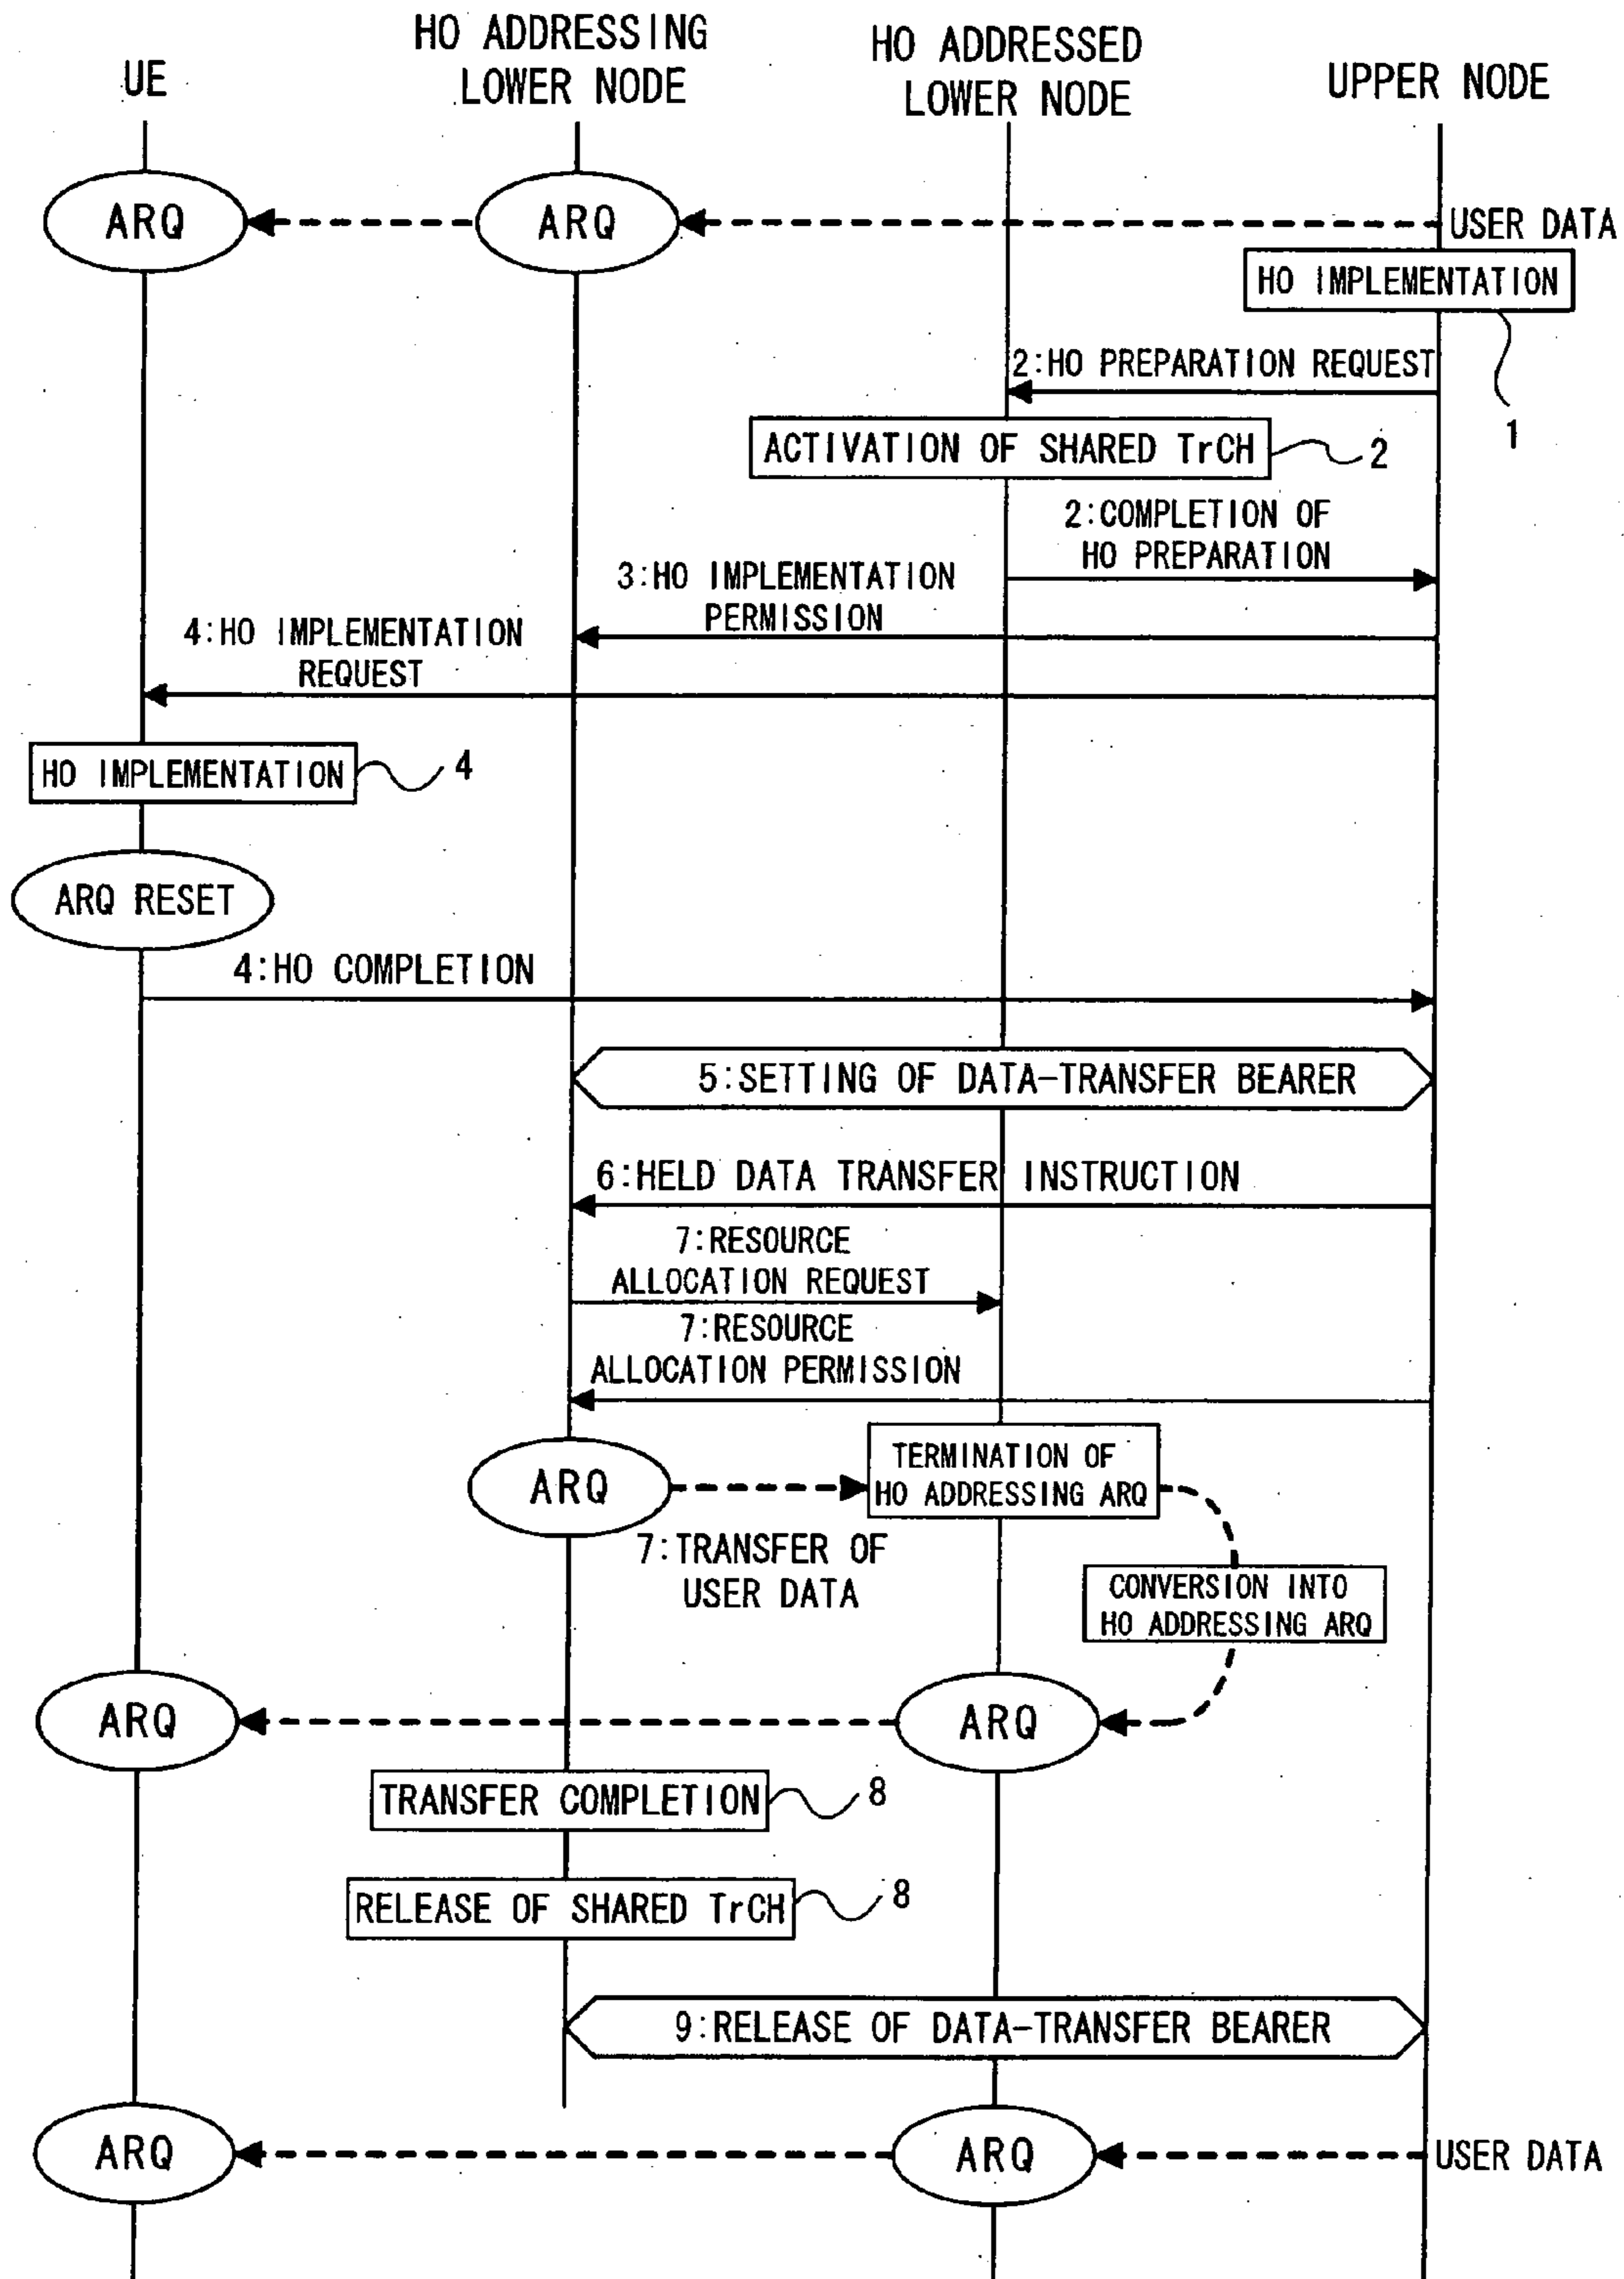 UE
HO ADDRESSING
LOWER NODE
HO ADDRESSED
LOWER NODE
UPPER NODE
ARQ
ARQ
USER DATA
HO IMPLEMENTATION
1
2:HO PREPARATION REQUEST
ACTIVATION OF SHARED TrCH
2
2:COMPLETION OF
HO PREPARATION
3:HO IMPLEMENTATION
PERMISSION
4:HO IMPLEMENTATION
REQUEST
HO IMPLEMENTATION
4
ARQ RESET
4:HO COMPLETION
5:SETTING OF DATA-TRANSFER BEARER
6:HELD DATA TRANSFER INSTRUCTION
7:RESOURCE
ALLOCATION REQUEST
7:RESOURCE
ALLOCATION PERMISSION
ARQ
TERMINATION OF
HO ADDRESSING ARQ
7:TRANSFER OF
USER DATA
CONVERSION INTO
HO ADDRESSING ARQ
ARQ
ARQ
TRANSFER COMPLETION
8
RELEASE OF SHARED TrCH
8
9:RELEASE OF DATA-TRANSFER BEARER
ARQ
ARQ
USER DATA